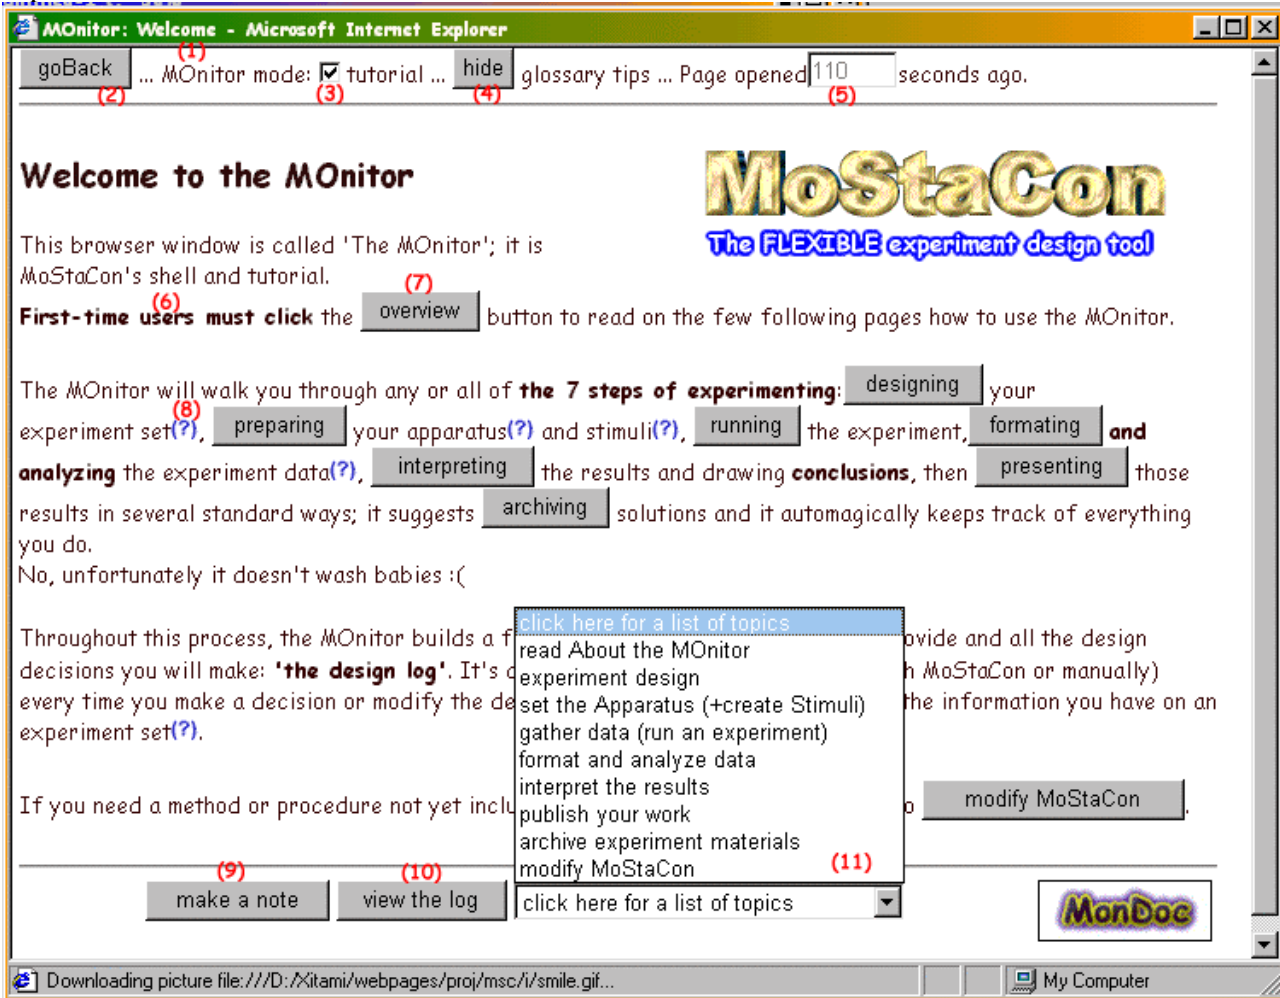 MOnitor: Welcome - Microsoft Internet Explorer
(1)
goBack ... MOnitor mode: tutorial ... hide glossary tips ... Page opened 110 seconds ago.
(2) (3) (4) (5)
Welcome to the MOnitor
MoStaCon
The FLEXIBLE experiment design tool
This browser window is called 'The MOnitor'; it is
MoStaCon's shell and tutorial.
(6) (7)
First-time users must click the overview button to read on the few following pages how to use the MOnitor.
The MOnitor will walk you through any or all of the 7 steps of experimenting: designing your
(8)
experiment set(?), preparing your apparatus(?) and stimuli(?), running the experiment, formating and
analyzing the experiment data(?), interpreting the results and drawing conclusions, then presenting those
results in several standard ways; it suggests archiving solutions and it automagically keeps track of everything
you do.
No, unfortunately it doesn't wash babies :(
Throughout this process, the MOnitor builds a f ovide and all the design
decisions you will make: 'the design log'. It's h MoStaCon or manually)
every time you make a decision or modify the de the information you have on an
experiment set(?).
If you need a method or procedure not yet inclu o modify MoStaCon.
click here for a list of topics
read About the MOnitor
experiment design
set the Apparatus (+create Stimuli)
gather data (run an experiment)
format and analyze data
interpret the results
publish your work
archive experiment materials
modify MoStaCon (11)
(9) (10)
make a note view the log click here for a list of topics MonDoc
Downloading picture file:///D:/Xitami/webpages/proj/msc/i/smile.gif... My Computer